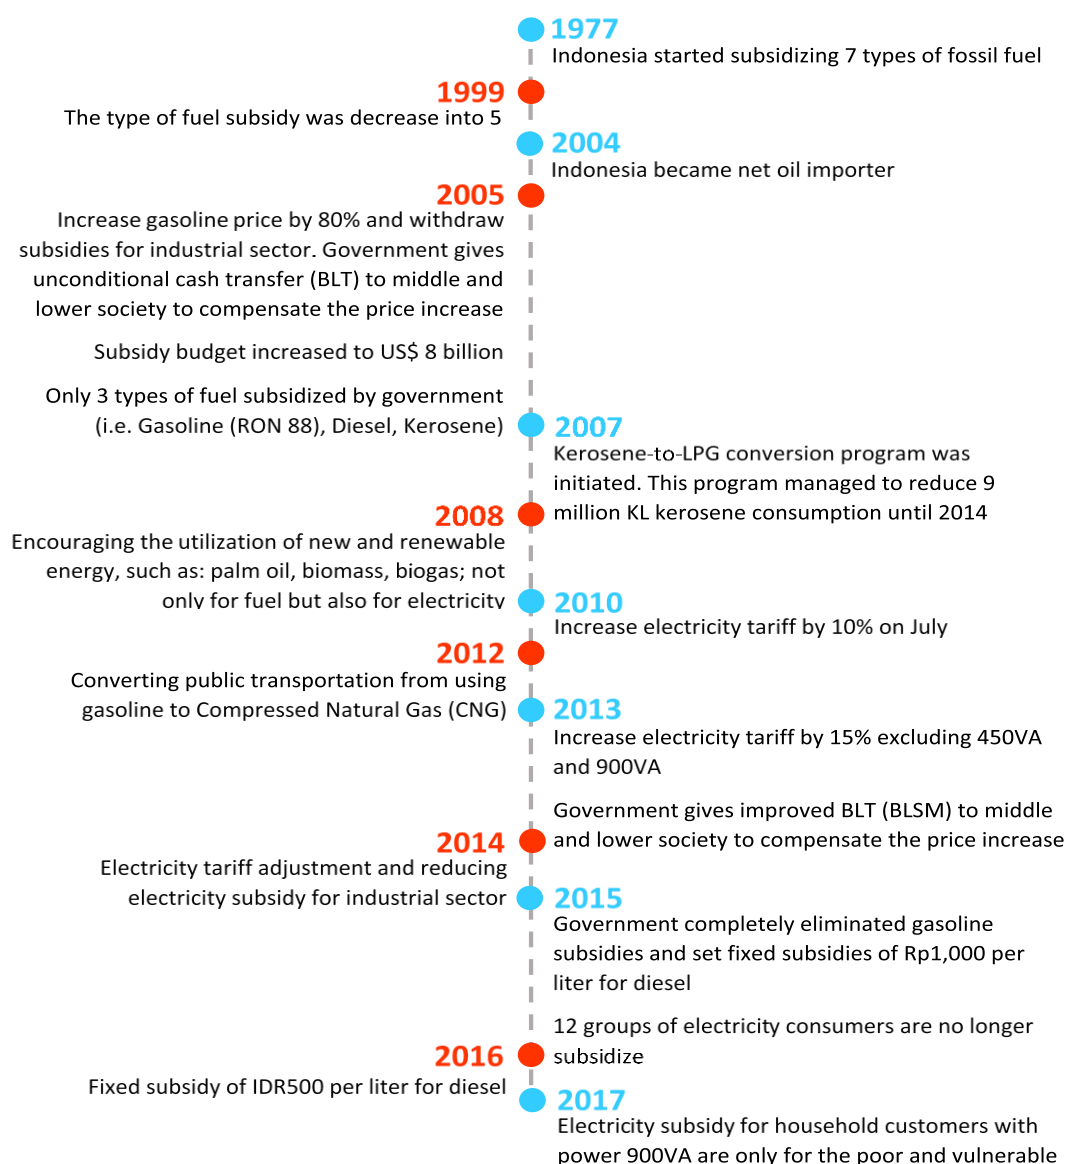 1977
Indonesia started subsidizing 7 types of fossil fuel
1999
The type of fuel subsidy was decrease into 5
2004
Indonesia became net oil importer
2005
Increase gasoline price by 80% and withdraw
subsidies for industrial sector. Government gives
unconditional cash transfer (BLT) to middle and
lower society to compensate the price increase
Subsidy budget increased to US$ 8 billion
Only 3 types of fuel subsidized by government
(i.e. Gasoline (RON 88), Diesel, Kerosene)
2007
Kerosene-to-LPG conversion program was
initiated. This program managed to reduce 9
million KL kerosene consumption until 2014
2008
Encouraging the utilization of new and renewable
energy, such as: palm oil, biomass, biogas; not
only for fuel but also for electricity
2010
Increase electricity tariff by 10% on July
2012
Converting public transportation from using
gasoline to Compressed Natural Gas (CNG)
2013
Increase electricity tariff by 15% excluding 450VA
and 900VA
Government gives improved BLT (BLSM) to middle
and lower society to compensate the price increase
2014
Electricity tariff adjustment and reducing
electricity subsidy for industrial sector
2015
Government completely eliminated gasoline
subsidies and set fixed subsidies of Rp1,000 per
liter for diesel
12 groups of electricity consumers are no longer
subsidize
2016
Fixed subsidy of IDR500 per liter for diesel
2017
Electricity subsidy for household customers with
power 900VA are only for the poor and vulnerable